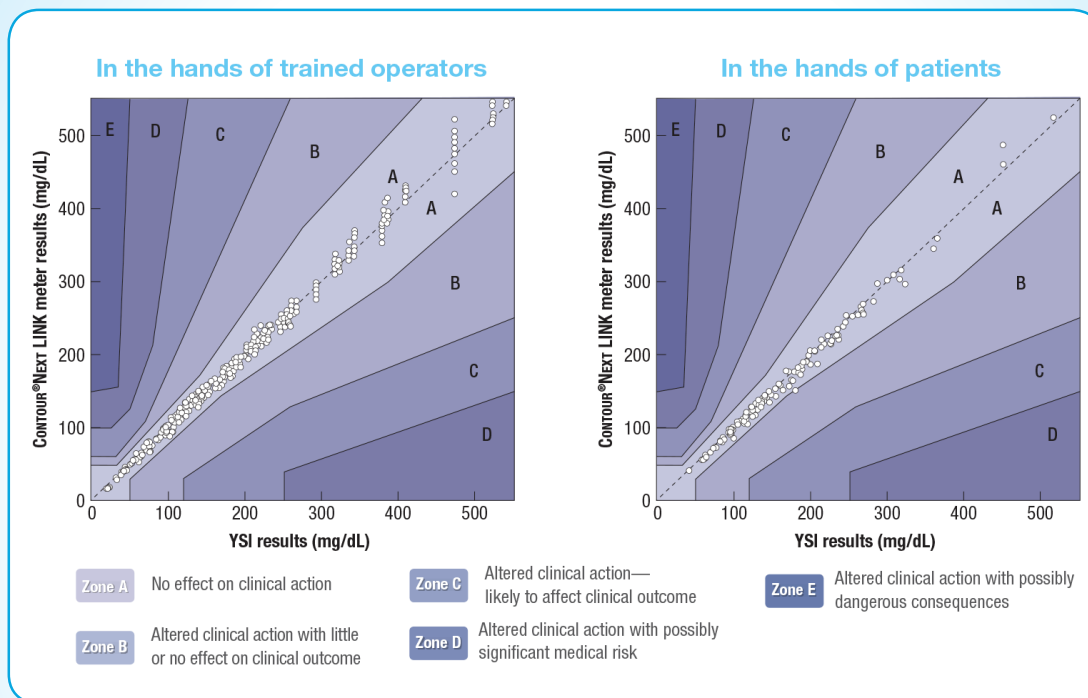 In the hands of trained operators
CONTOUR®NEXT LINK meter results (mg/dL)
500
400
300
200
100
0
E
D
C
B
A
A
B
C
D
0
100
200
300
400
500
YSI results (mg/dL)
In the hands of patients
CONTOUR®NEXT LINK meter results (mg/dL)
500
400
300
200
100
0
E
D
C
B
A
A
B
C
D
0
100
200
300
400
500
YSI results (mg/dL)
Zone A
No effect on clinical action
Zone B
Altered clinical action with little
or no effect on clinical outcome
Zone C
Altered clinical action—
likely to affect clinical outcome
Zone D
Altered clinical action with possibly
significant medical risk
Zone E
Altered clinical action with possibly
dangerous consequences